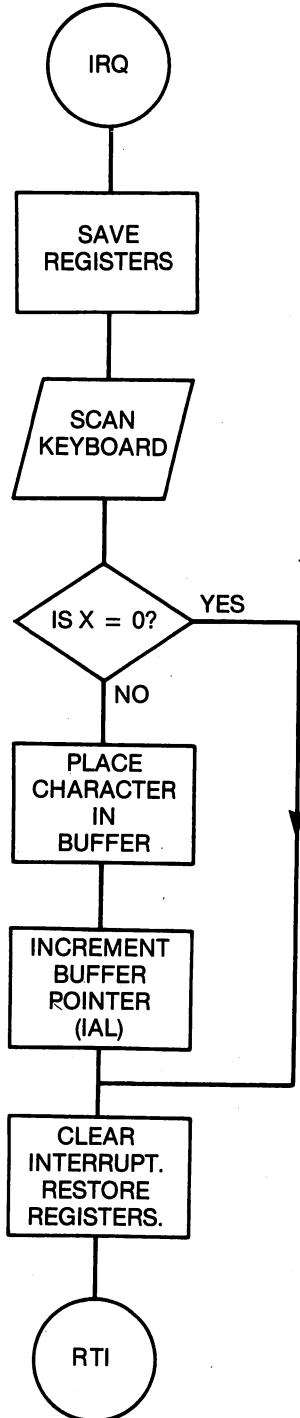 IRQ
SAVE
REGISTERS
SCAN
KEYBOARD
IS X = 0?
YES
NO
PLACE
CHARACTER
IN
BUFFER
INCREMENT
BUFFER
POINTER
(IAL)
CLEAR
INTERRUPT.
RESTORE
REGISTERS.
RTI